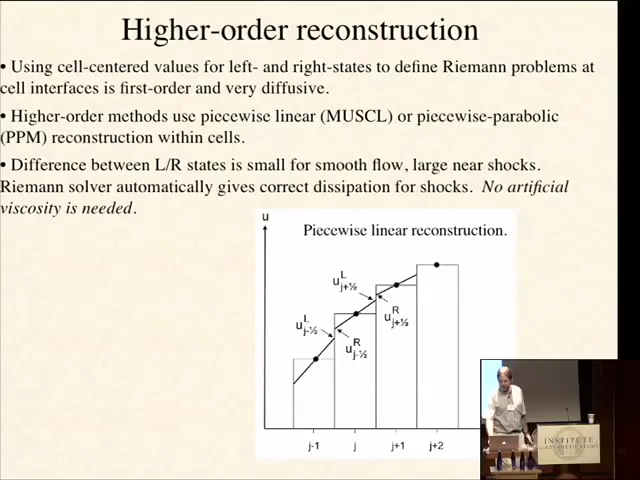 Higher-order reconstruction
• Using cell-centered values for left- and right-states to define Riemann problems at
cell interfaces is first-order and very diffusive.
• Higher-order methods use piecewise linear (MUSCL) or piecewise-parabolic
(PPM) reconstruction within cells.
• Difference between L/R states is small for smooth flow, large near shocks.
Riemann solver automatically gives correct dissipation for shocks. No artificial
viscosity is needed.
u
Piecewise linear reconstruction.
u^L_{j+½}
u^R_{j+½}
u^L_{j-½}
u^R_{j-½}
j-1 j j+1 j+2
INSTITUTE
FOR ADVANCED STUDY